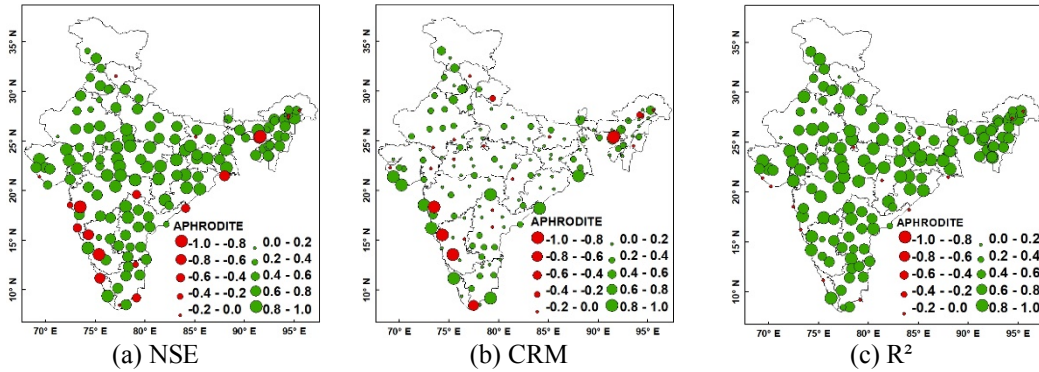 35° N
30° N
25° N
20° N
15° N
10° N
APHRODITE
-1.0 - -0.8 0.0 - 0.2
-0.8 - -0.6 0.2 - 0.4
-0.6 - -0.4 0.4 - 0.6
-0.4 - -0.2 0.6 - 0.8
-0.2 - 0.0 0.8 - 1.0
70° E 75° E 80° E 85° E 90° E 95° E
(a) NSE
35° N
30° N
25° N
20° N
15° N
10° N
APHRODITE
-1.0 - -0.8 0.0 - 0.2
-0.8 - -0.6 0.2 - 0.4
-0.6 - -0.4 0.4 - 0.6
-0.4 - -0.2 0.6 - 0.8
-0.2 - 0.0 0.8 - 1.0
70° E 75° E 80° E 85° E 90° E 95° E
(b) CRM
35° N
30° N
25° N
20° N
15° N
10° N
APHRODITE
-1.0 - -0.8 0.0 - 0.2
-0.8 - -0.6 0.2 - 0.4
-0.6 - -0.4 0.4 - 0.6
-0.4 - -0.2 0.6 - 0.8
-0.2 - 0.0 0.8 - 1.0
70° E 75° E 80° E 85° E 90° E 95° E
(c) R²